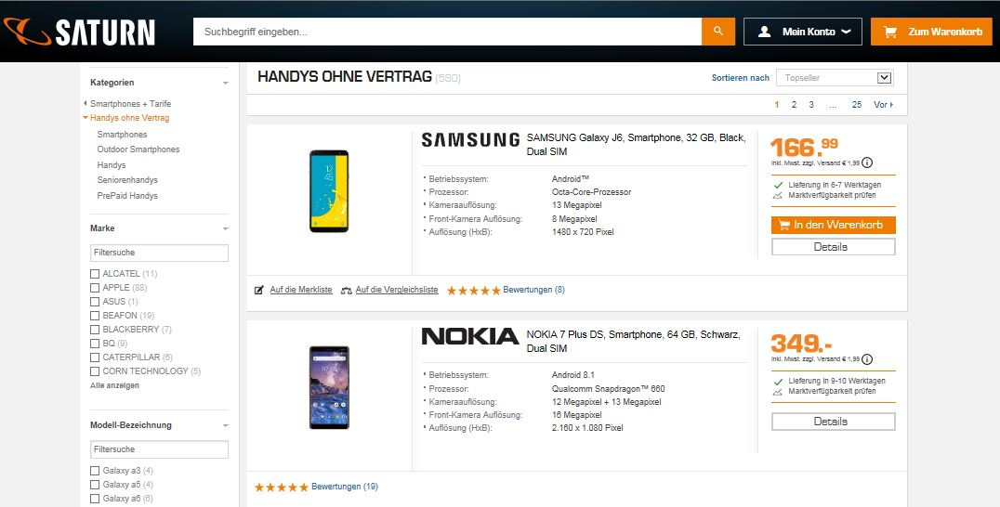 SATURN
Suchbegriff eingeben...
Mein Konto
Zum Warenkorb
Kategorien
Smartphones + Tarife
Handys ohne Vertrag
Smartphones
Outdoor Smartphones
Handys
Seniorenhandys
PrePaid Handys
Marke
Filtersuche
ALCATEL (11)
APPLE (88)
ASUS (1)
BEAFON (19)
BLACKBERRY (7)
BQ (9)
CATERPILLAR (6)
CORN TECHNOLOGY (5)
Alle anzeigen
Modell-Bezeichnung
Filtersuche
Galaxy a3 (4)
Galaxy a5 (4)
Galaxy a6 (6)
HANDYS OHNE VERTRAG (580)
Sortieren nach Topseller
1 2 3 ... 25 Vor
SAMSUNG
SAMSUNG Galaxy J6, Smartphone, 32 GB, Black,
Dual SIM
Betriebssystem: Android™
Prozessor: Octa-Core-Prozessor
Kameraauflösung: 13 Megapixel
Front-Kamera Auflösung: 8 Megapixel
Auflösung (HxB): 1480 x 720 Pixel
166.99
Inkl. Mwst. zzgl. Versand € 1,99
Lieferung in 6-7 Werktagen
Marktverfügbarkeit prüfen
In den Warenkorb
Details
Auf die Merkliste Auf die Vergleichsliste Bewertungen (8)
NOKIA
NOKIA 7 Plus DS, Smartphone, 64 GB, Schwarz,
Dual SIM
Betriebssystem: Android 8.1
Prozessor: Qualcomm Snapdragon™ 660
Kameraauflösung: 12 Megapixel + 13 Megapixel
Front-Kamera Auflösung: 16 Megapixel
Auflösung (HxB): 2.160 x 1.080 Pixel
349.-
Inkl. Mwst. zzgl. Versand € 1,99
Lieferung in 9-10 Werktagen
Marktverfügbarkeit prüfen
Details
Bewertungen (19)